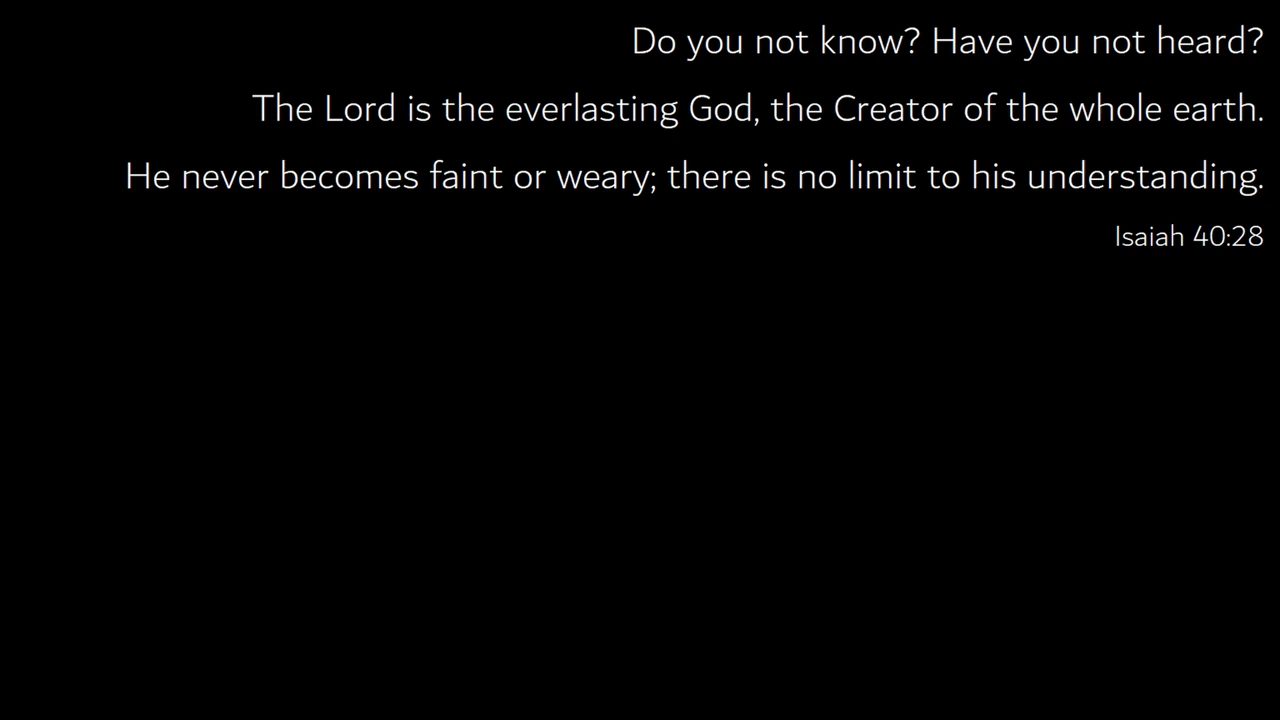 Do you not know? Have you not heard?
The Lord is the everlasting God, the Creator of the whole earth.
He never becomes faint or weary; there is no limit to his understanding.
Isaiah 40:28